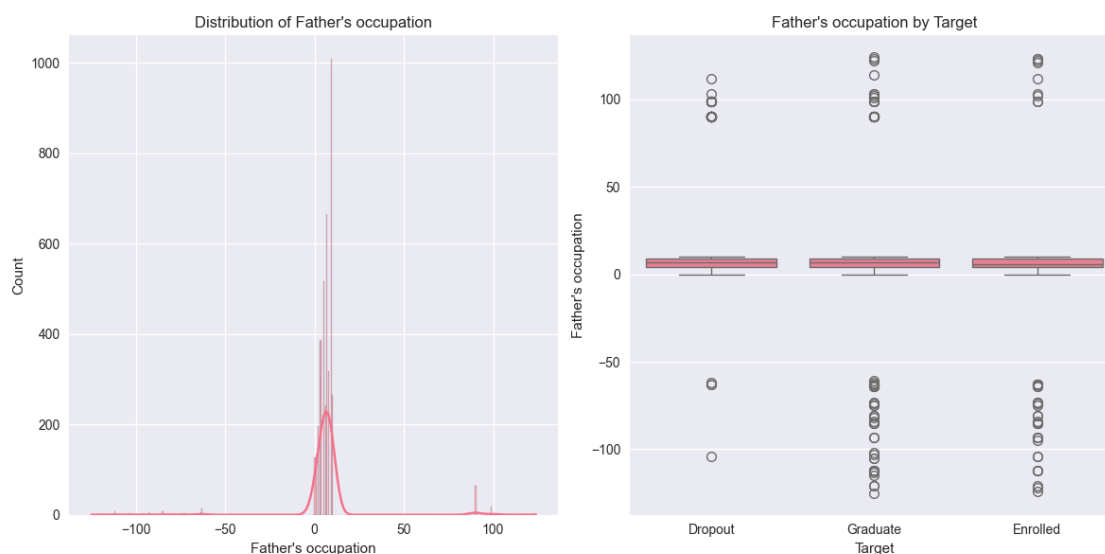 Distribution of Father's occupation
Count
1000
800
600
400
200
0
−100
−50
0
50
100
Father's occupation
Father's occupation by Target
Father's occupation
100
50
0
−50
−100
Dropout
Graduate
Enrolled
Target